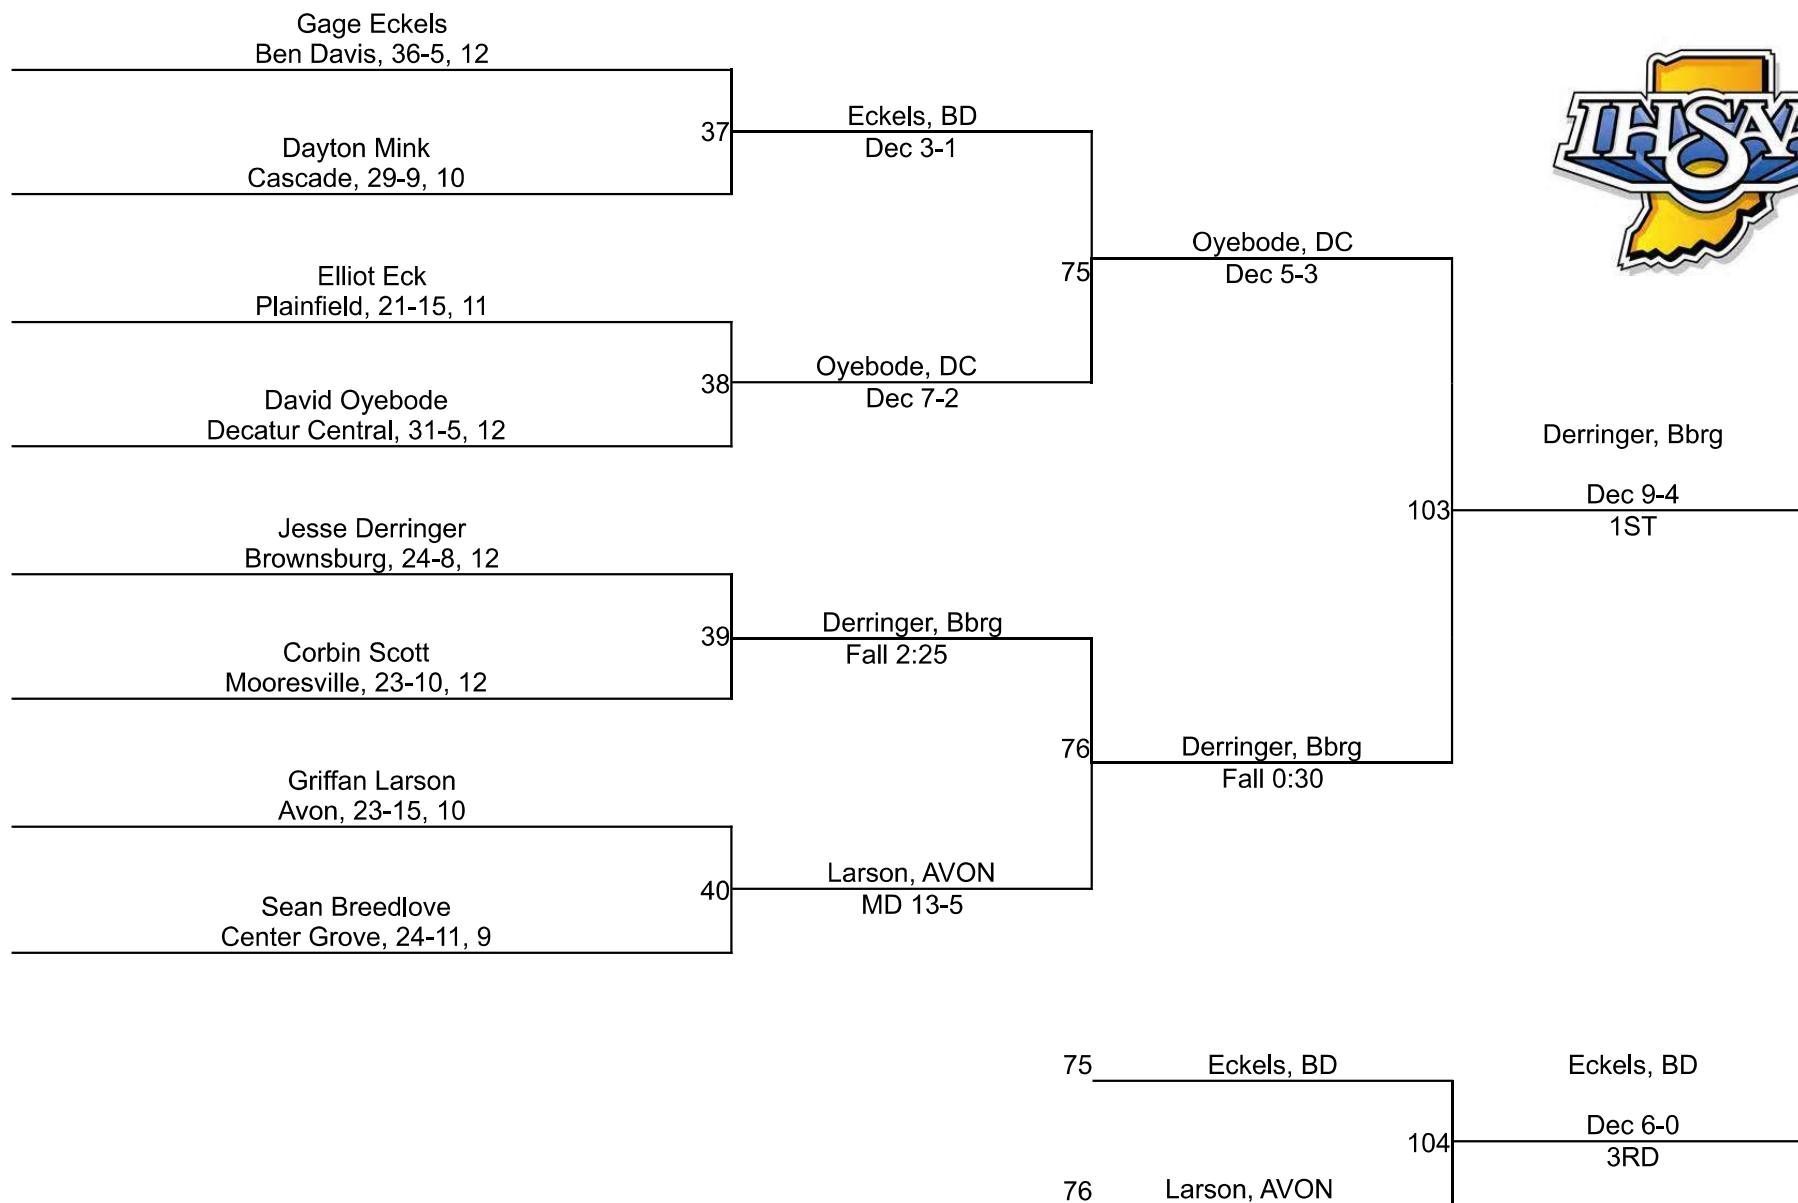 Gage Eckels
Ben Davis, 36-5, 12
Dayton Mink
Cascade, 29-9, 10
37
Eckels, BD
Dec 3-1
Elliot Eck
Plainfield, 21-15, 11
David Oyebode
Decatur Central, 31-5, 12
38
Oyebode, DC
Dec 7-2
75
Oyebode, DC
Dec 5-3
Jesse Derringer
Brownsburg, 24-8, 12
Corbin Scott
Mooresville, 23-10, 12
39
Derringer, Bbrg
Fall 2:25
Griffan Larson
Avon, 23-15, 10
Sean Breedlove
Center Grove, 24-11, 9
40
Larson, AVON
MD 13-5
76
Derringer, Bbrg
Fall 0:30
103
Derringer, Bbrg
Dec 9-4
1ST
IHSAA
75
Eckels, BD
76
Larson, AVON
104
Eckels, BD
Dec 6-0
3RD